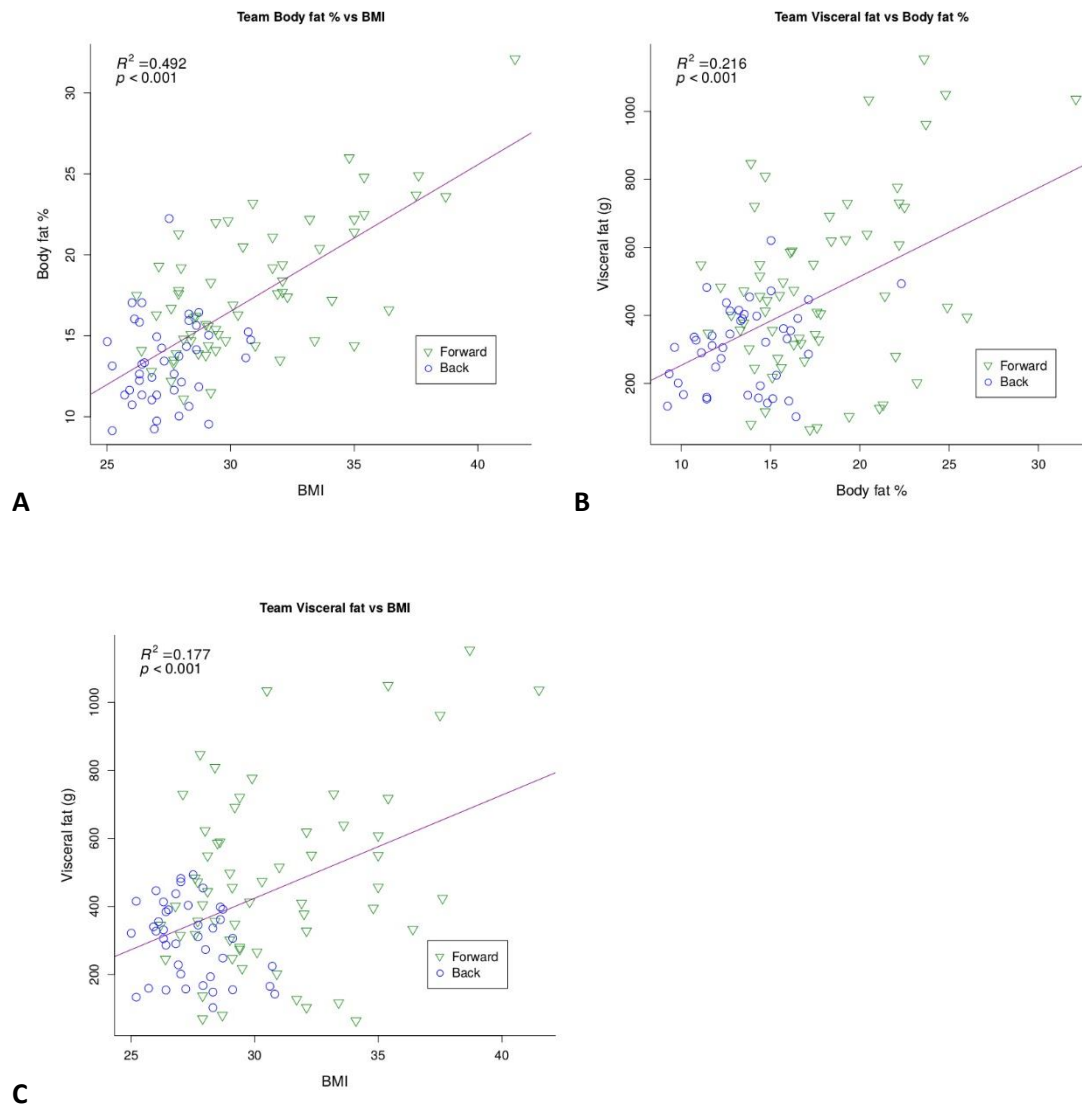 Team Body fat % vs BMI
R² =0.492
p < 0.001
30
25
20
15
10
Body fat %
Forward
Back
25 30 35 40
BMI
A
Team Visceral fat vs Body fat %
R² =0.216
p < 0.001
1000
800
600
400
200
Visceral fat (g)
Forward
Back
10 15 20 25 30
Body fat %
B
Team Visceral fat vs BMI
R² =0.177
p < 0.001
1000
800
600
400
200
Visceral fat (g)
Forward
Back
25 30 35 40
BMI
C